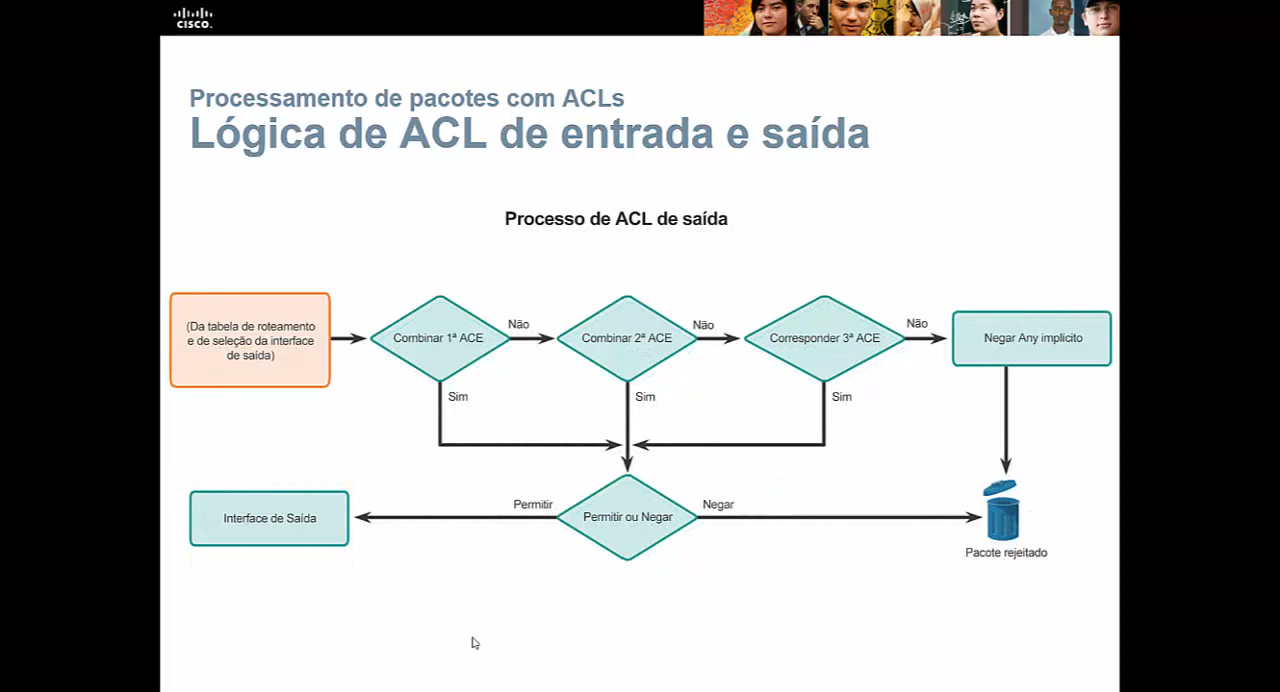 CISCO
Processamento de pacotes com ACLs
Lógica de ACL de entrada e saída
Processo de ACL de saída
(Da tabela de roteamento
e de seleção da interface
de saída)
Combinar 1ª ACE
Não
Combinar 2ª ACE
Não
Corresponder 3ª ACE
Não
Negar Any implícito
Sim
Sim
Sim
Interface de Saída
Permitir
Permitir ou Negar
Negar
Pacote rejeitado